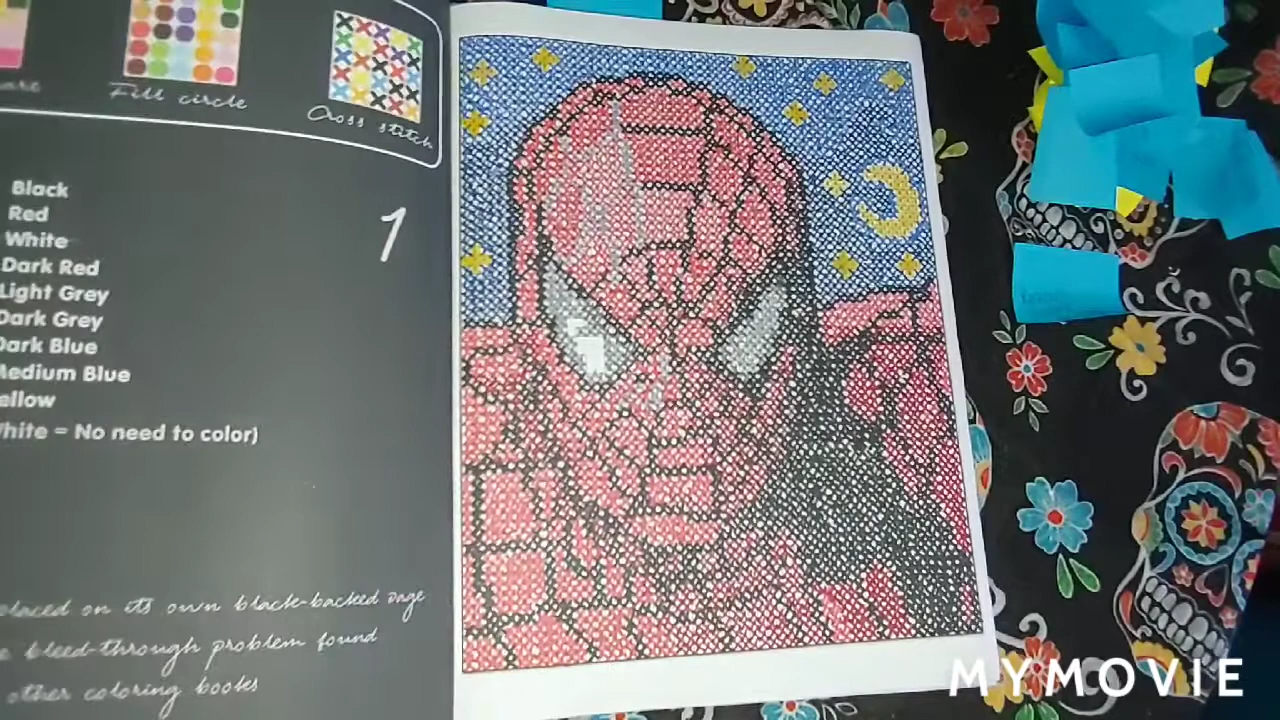 Fill circle
Cross stitch
1
Black
Red
White
Dark Red
Light Grey
Dark Grey
Dark Blue
Medium Blue
ellow
hite = No need to color)
placed on its own black-backed page
bleed-through problem found
other coloring books
MYMOVIE